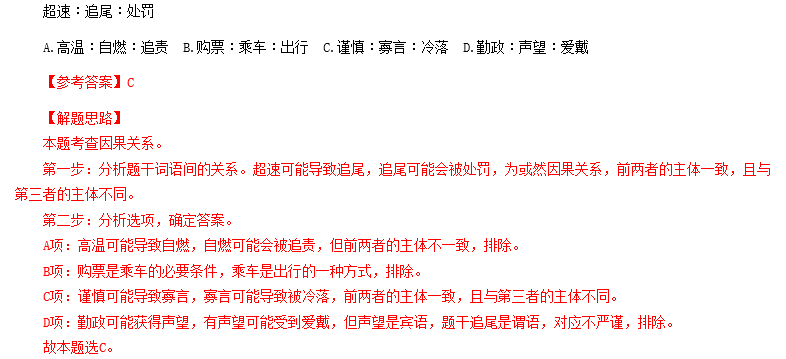 超速：追尾：处罚
A.高温：自燃：追责  B.购票：乘车：出行  C.谨慎：寡言：冷落  D.勤政：声望：爱戴
【参考答案】C
【解题思路】
本题考查因果关系。
第一步：分析题干词语间的关系。超速可能导致追尾，追尾可能会被处罚，为或然因果关系，前两者的主体一致，且与
第三者的主体不同。
第二步：分析选项，确定答案。
A项：高温可能导致自燃，自燃可能会被追责，但前两者的主体不一致，排除。
B项：购票是乘车的必要条件，乘车是出行的一种方式，排除。
C项：谨慎可能导致寡言，寡言可能导致被冷落，前两者的主体一致，且与第三者的主体不同。
D项：勤政可能获得声望，有声望可能受到爱戴，但声望是宾语，题干追尾是谓语，对应不严谨，排除。
故本题选C。